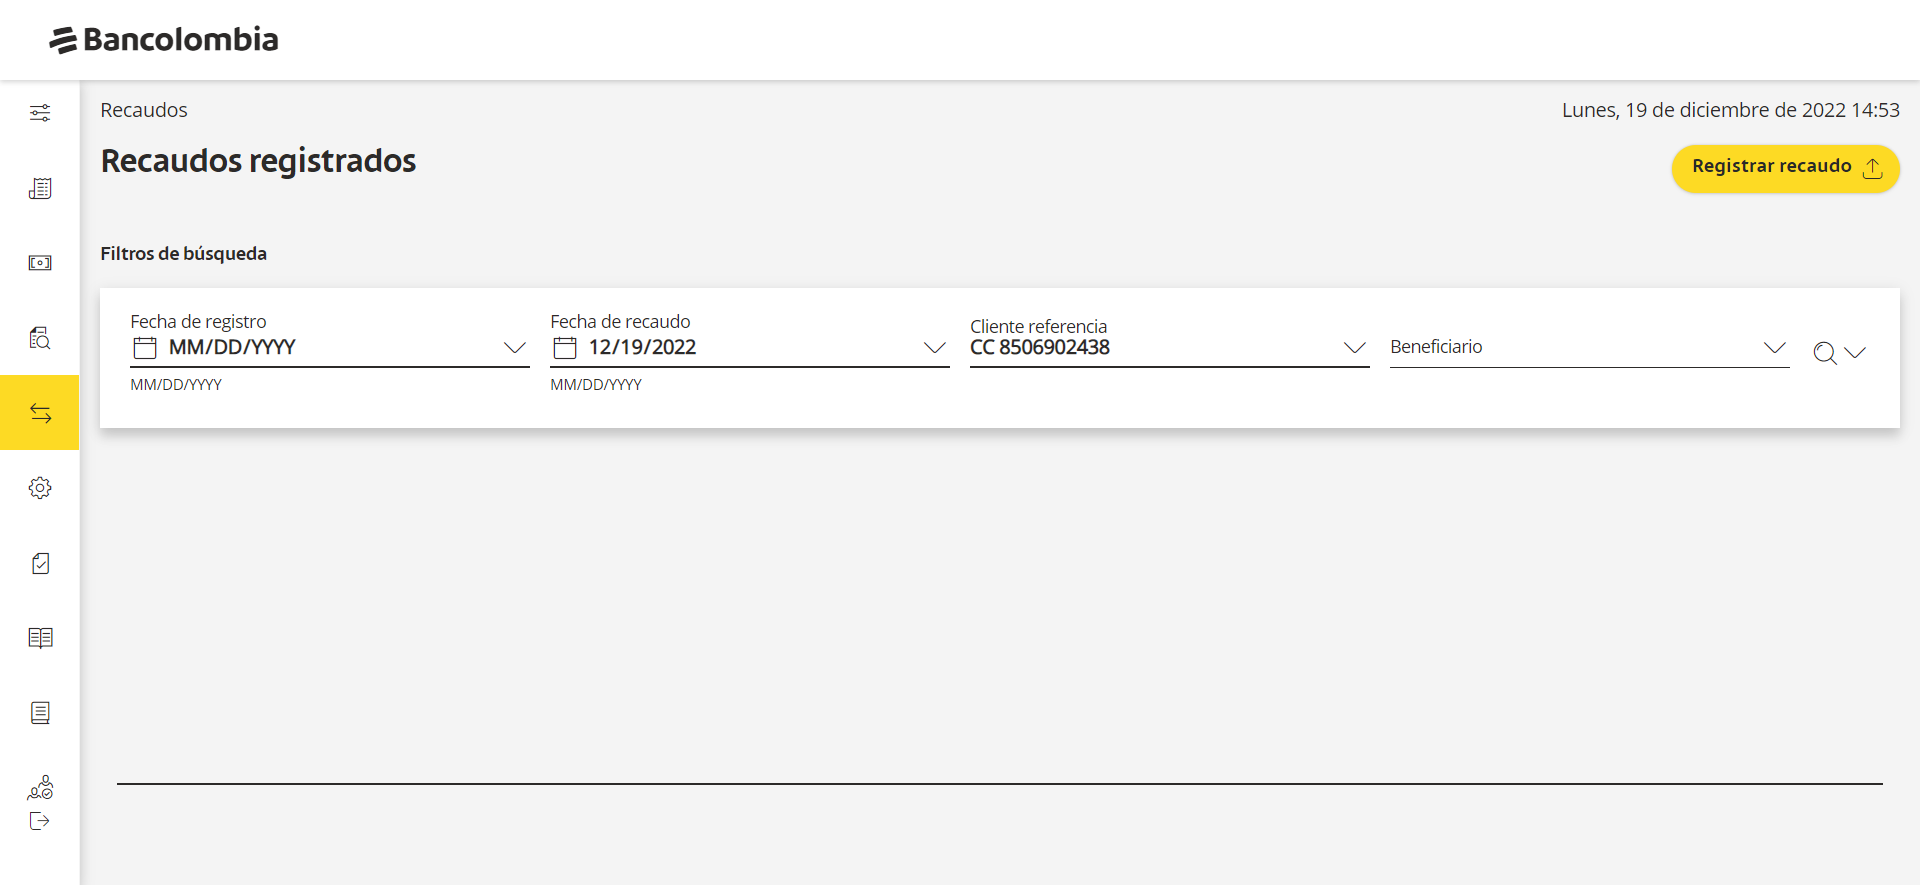 Bancolombia
Recaudos
Lunes, 19 de diciembre de 2022 14:53
Recaudos registrados
Registrar recaudo
Filtros de búsqueda
Fecha de registro
MM/DD/YYYY
MM/DD/YYYY
Fecha de recaudo
12/19/2022
MM/DD/YYYY
Cliente referencia
CC 8506902438
Beneficiario